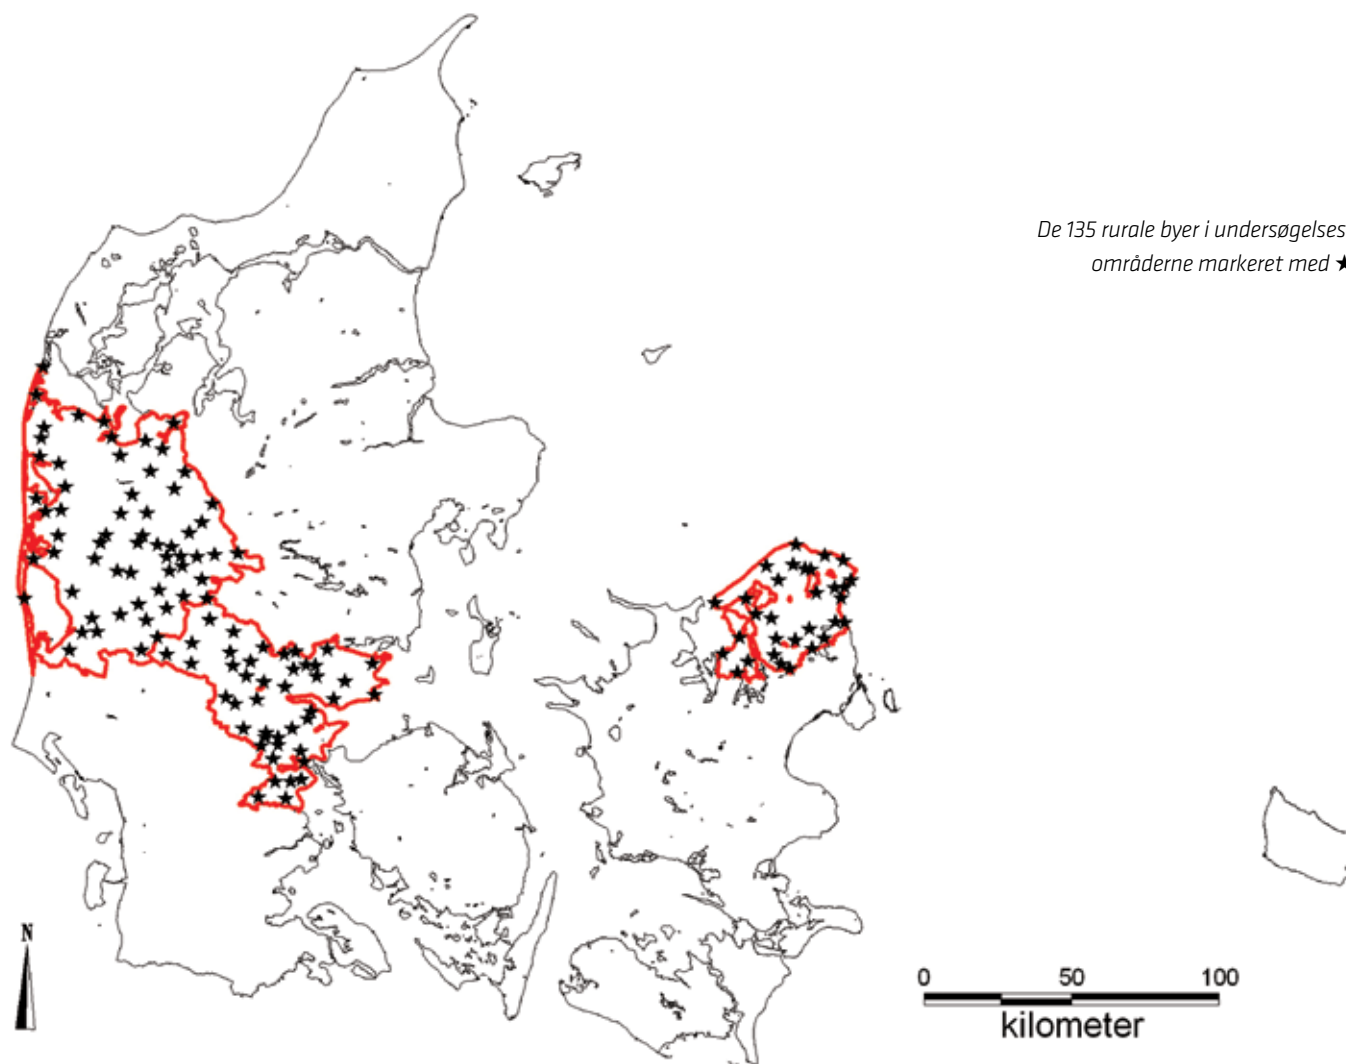 De 135 rurale byer i undersøgelses
områderne markeret med ★
N
0 50 100
kilometer